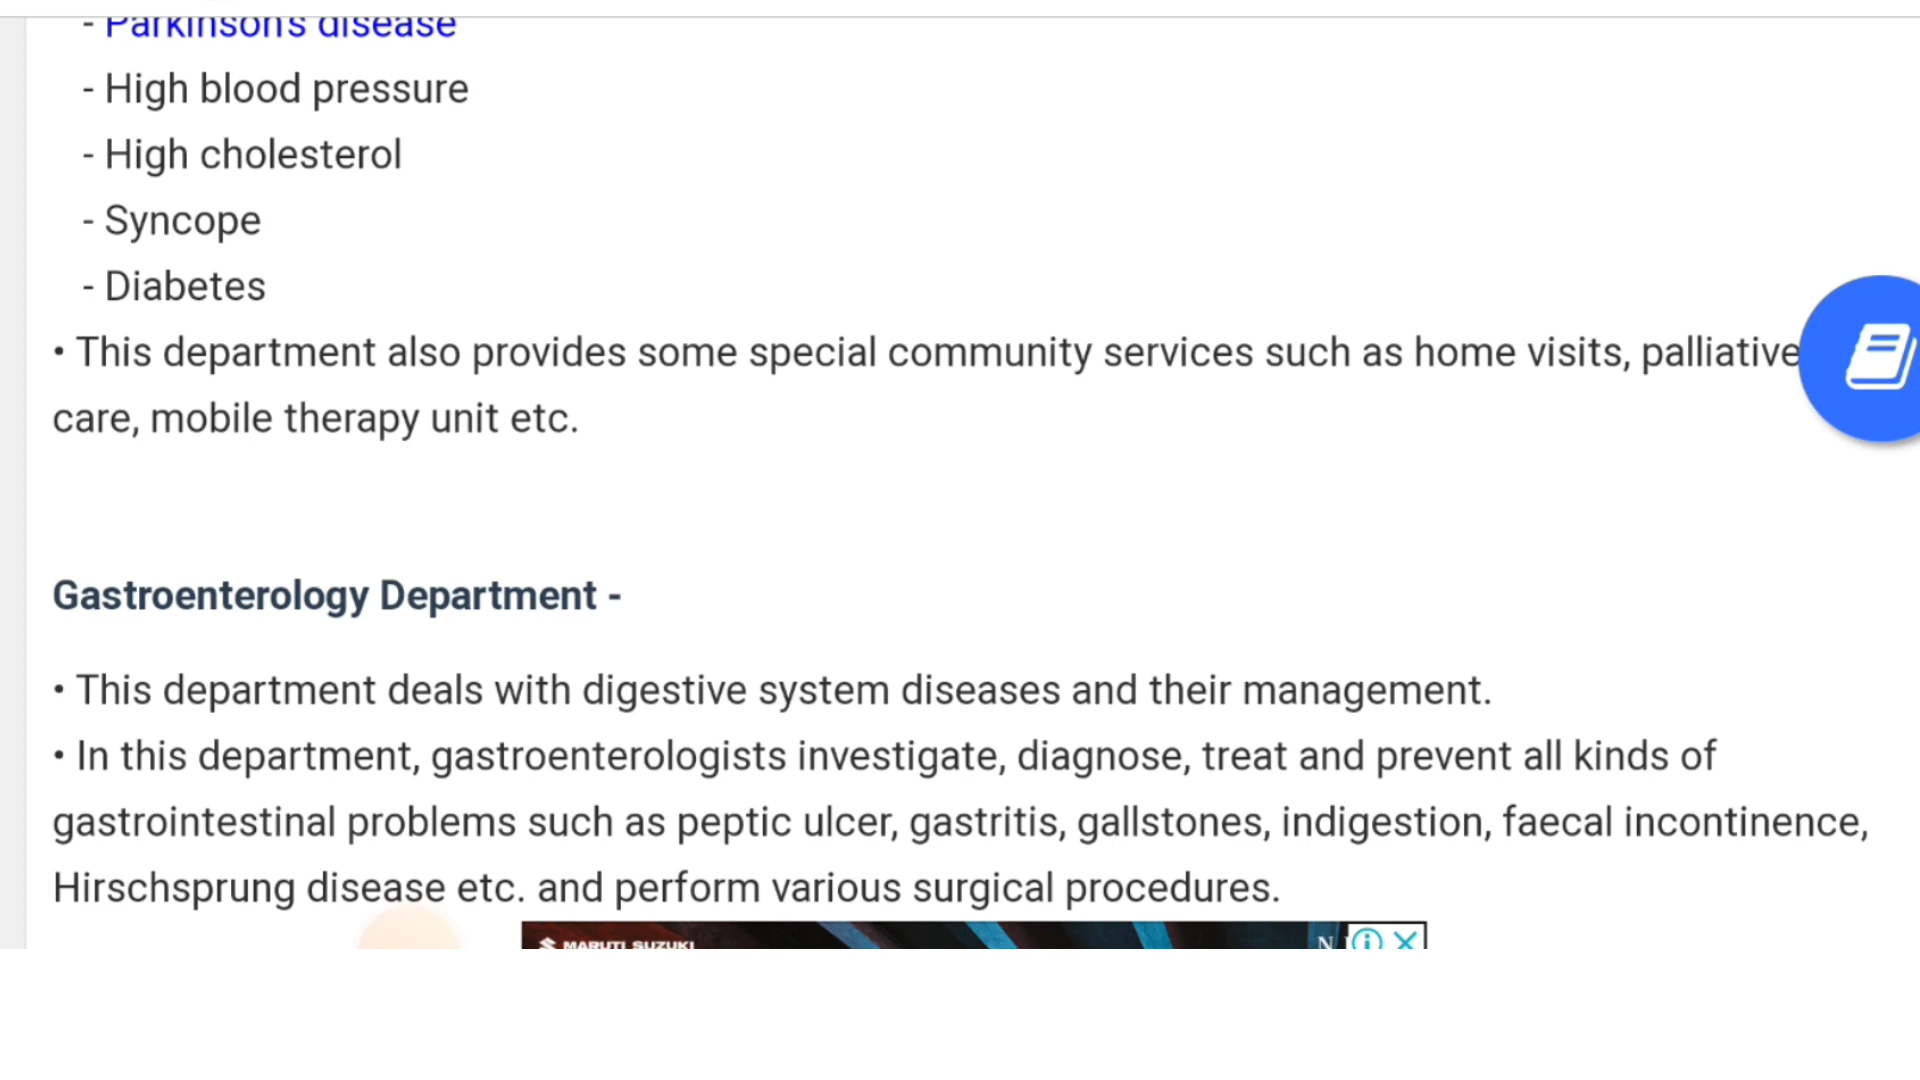 - Parkinson's disease
- High blood pressure
- High cholesterol
- Syncope
- Diabetes
• This department also provides some special community services such as home visits, palliative
care, mobile therapy unit etc.
Gastroenterology Department -
• This department deals with digestive system diseases and their management.
• In this department, gastroenterologists investigate, diagnose, treat and prevent all kinds of
gastrointestinal problems such as peptic ulcer, gastritis, gallstones, indigestion, faecal incontinence,
Hirschsprung disease etc. and perform various surgical procedures.
MARUTI SUZUKI